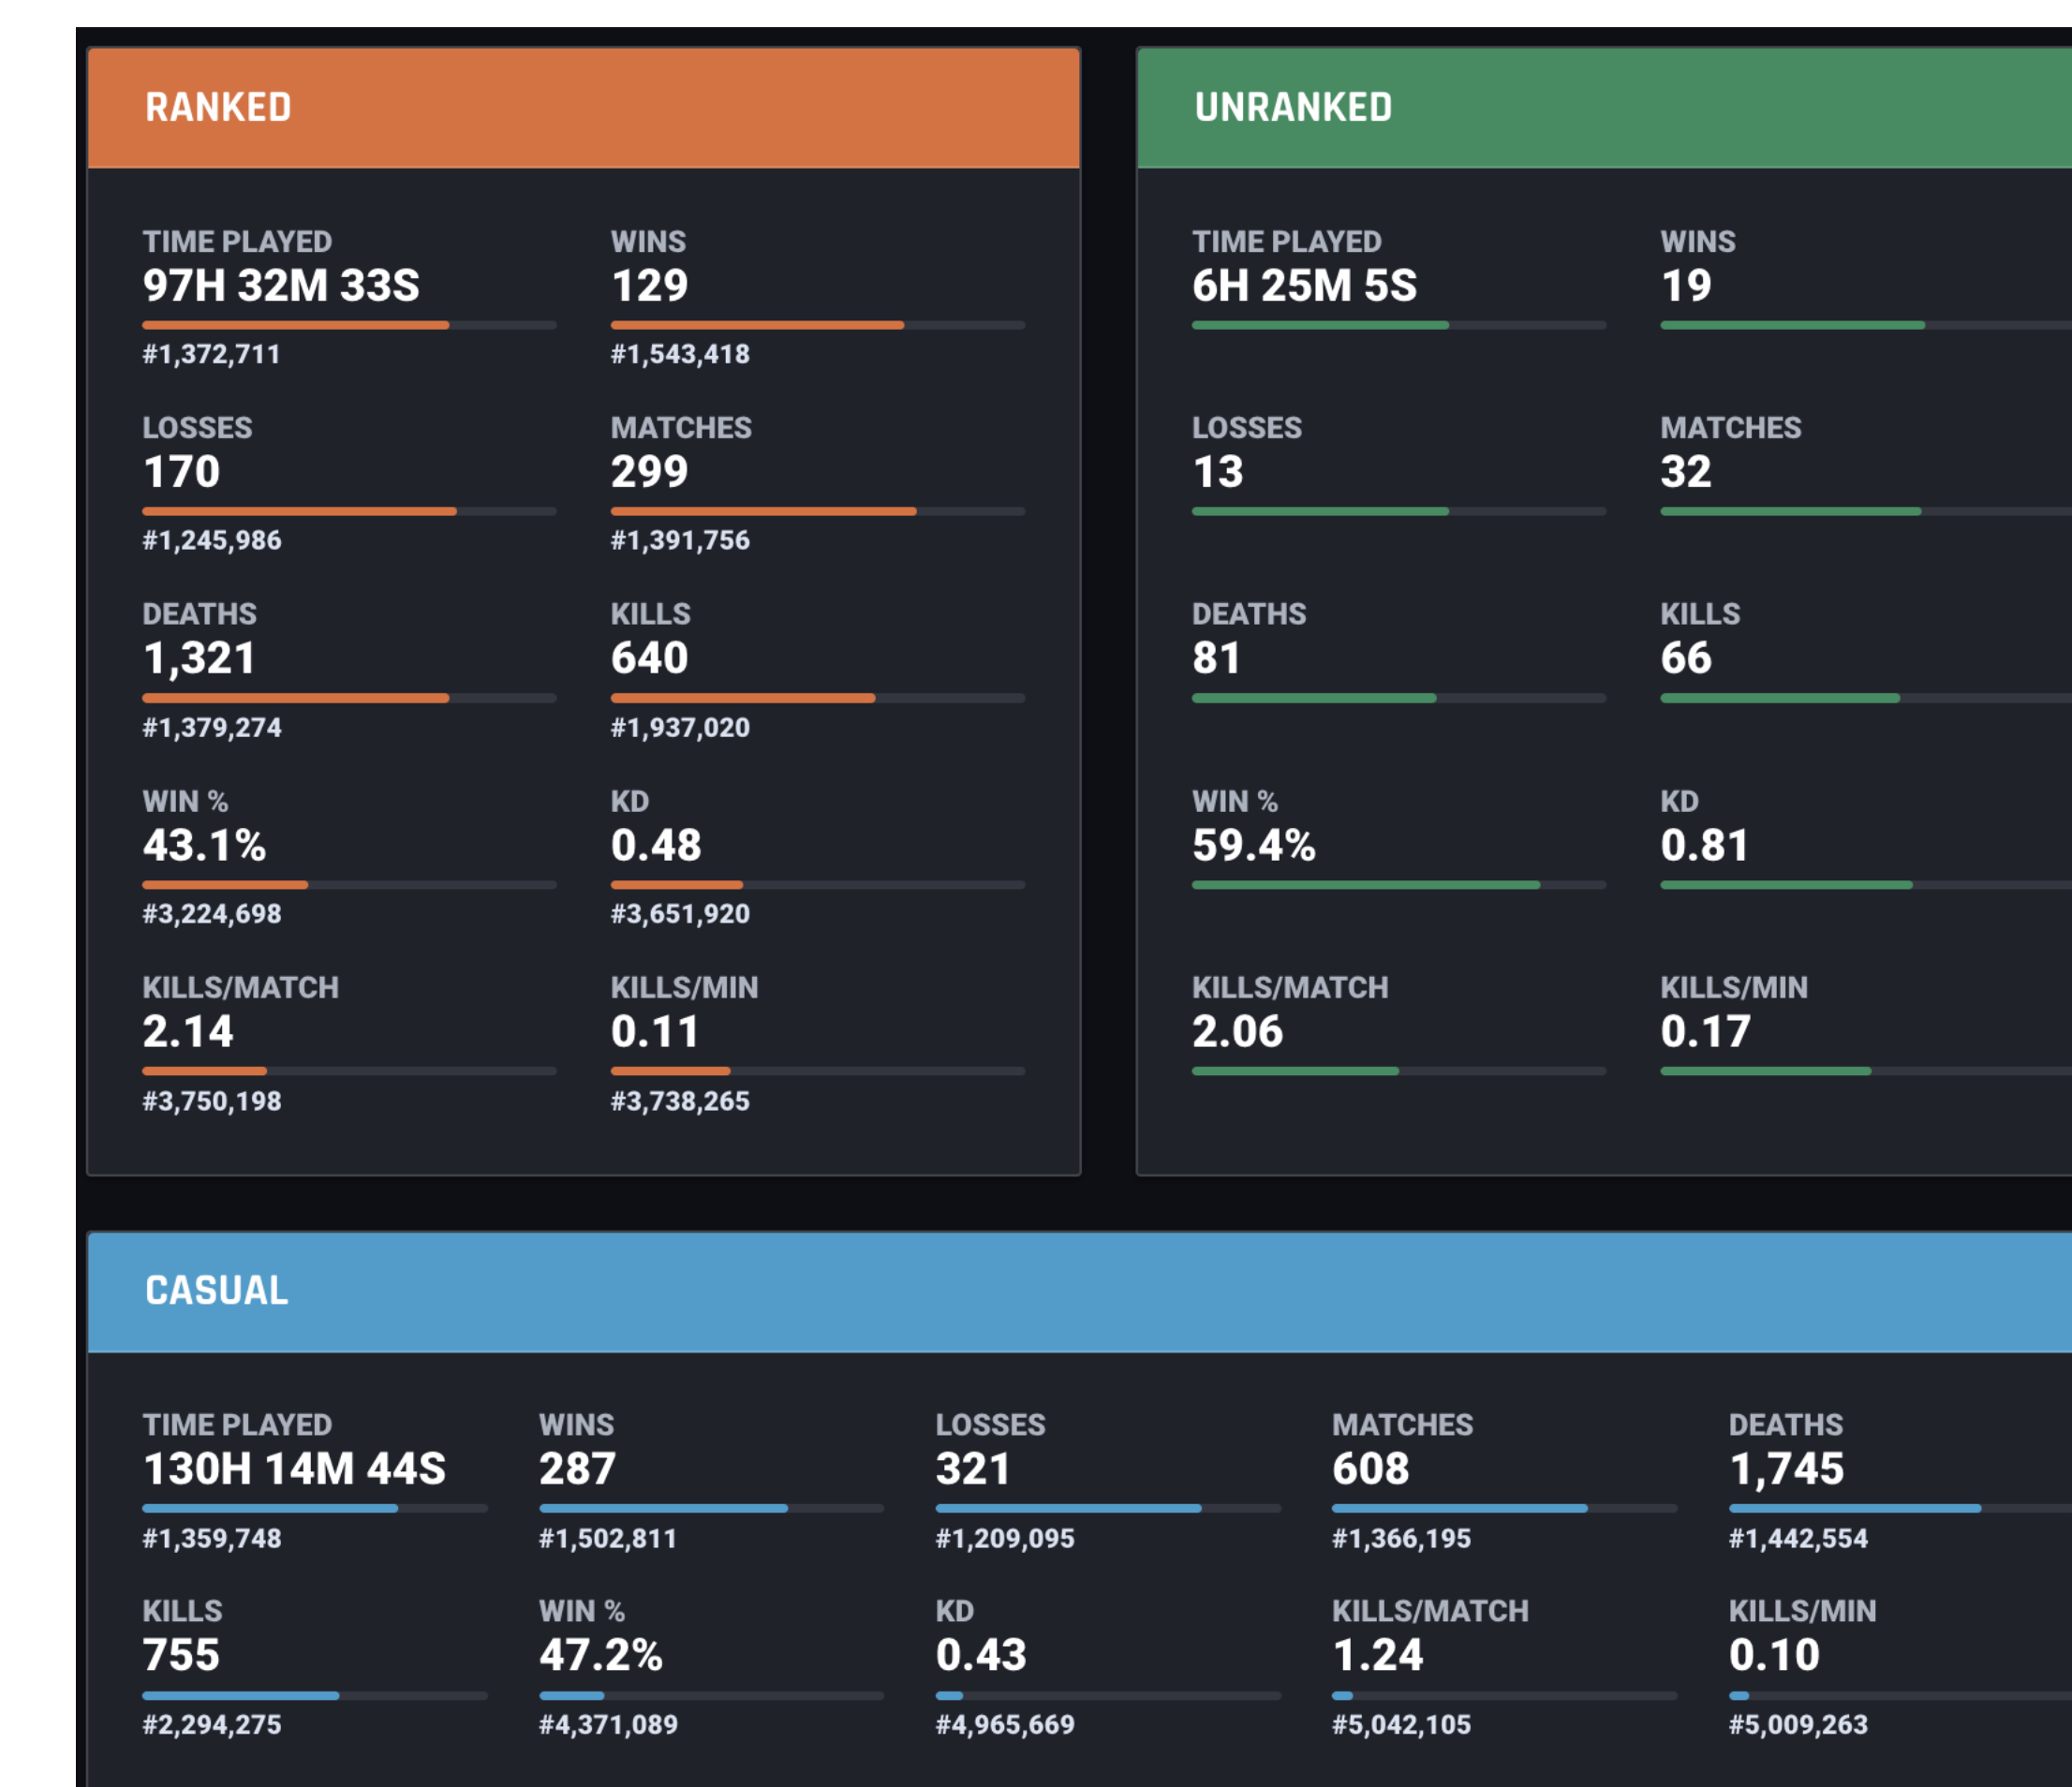 RANKED
TIME PLAYED WINS
97H 32M 33S 129
#1,372,711 #1,543,418
LOSSES MATCHES
170 299
#1,245,986 #1,391,756
DEATHS KILLS
1,321 640
#1,379,274 #1,937,020
WIN % KD
43.1% 0.48
#3,224,698 #3,651,920
KILLS/MATCH KILLS/MIN
2.14 0.11
#3,750,198 #3,738,265
UNRANKED
TIME PLAYED WINS
6H 25M 5S 19
LOSSES MATCHES
13 32
DEATHS KILLS
81 66
WIN % KD
59.4% 0.81
KILLS/MATCH KILLS/MIN
2.06 0.17
CASUAL
TIME PLAYED WINS LOSSES MATCHES DEATHS
130H 14M 44S 287 321 608 1,745
#1,359,748 #1,502,811 #1,209,095 #1,366,195 #1,442,554
KILLS WIN % KD KILLS/MATCH KILLS/MIN
755 47.2% 0.43 1.24 0.10
#2,294,275 #4,371,089 #4,965,669 #5,042,105 #5,009,263